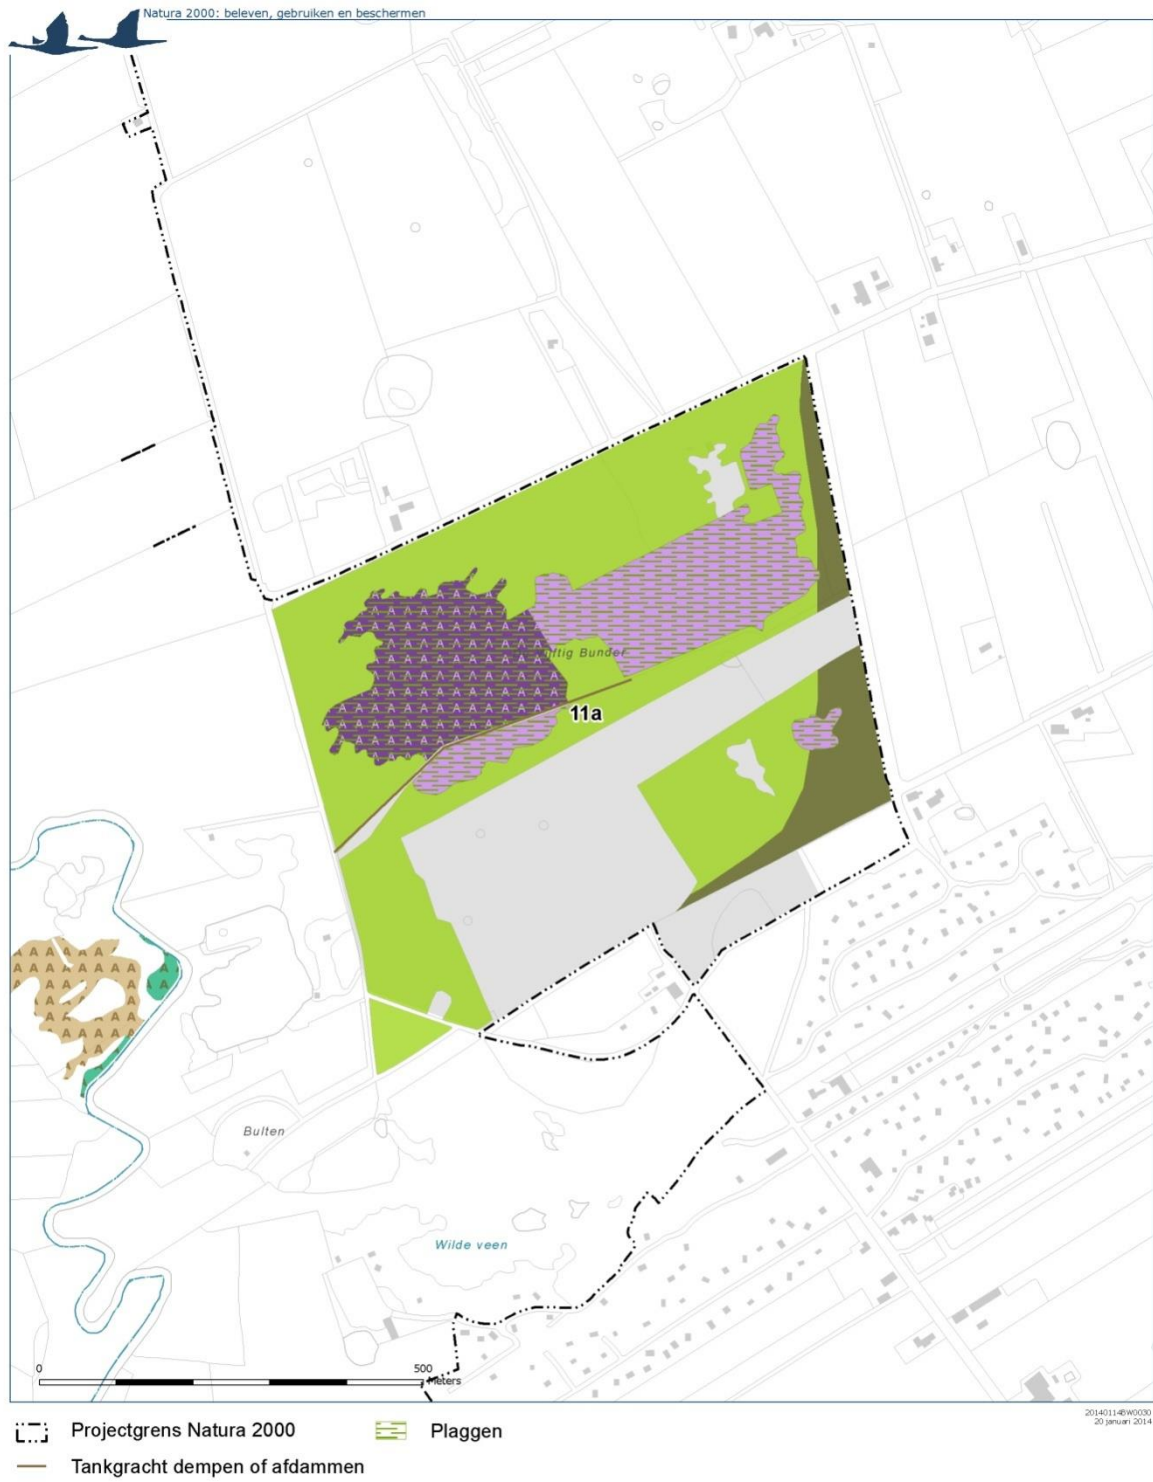 Natura 2000: beleven, gebruiken en beschermen
ftig Bunder
11a
Bulten
Wilde veen
0 500
Meters
20140114BW0030
20 januari 2014
Projectgrens Natura 2000
Plaggen
Tankgracht dempen of afdammen